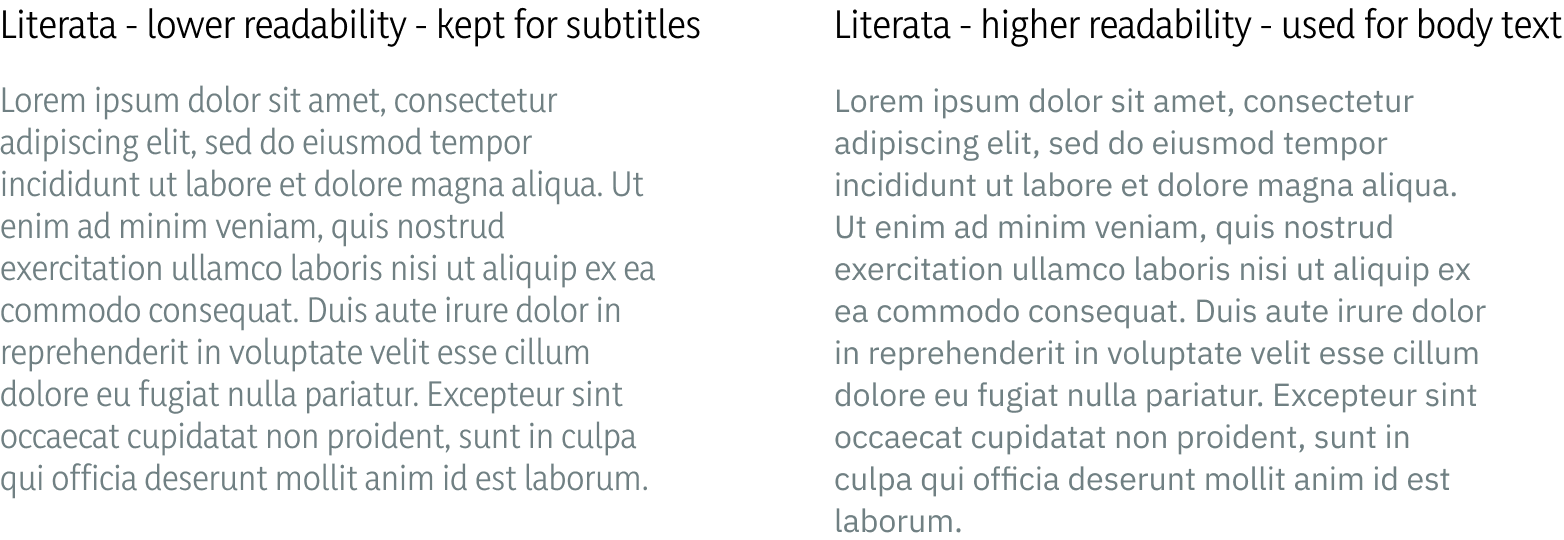 Literata - lower readability - kept for subtitles
Lorem ipsum dolor sit amet, consectetur
adipiscing elit, sed do eiusmod tempor
incididunt ut labore et dolore magna aliqua. Ut
enim ad minim veniam, quis nostrud
exercitation ullamco laboris nisi ut aliquip ex ea
commodo consequat. Duis aute irure dolor in
reprehenderit in voluptate velit esse cillum
dolore eu fugiat nulla pariatur. Excepteur sint
occaecat cupidatat non proident, sunt in culpa
qui officia deserunt mollit anim id est laborum.
Literata - higher readability - used for body text
Lorem ipsum dolor sit amet, consectetur
adipiscing elit, sed do eiusmod tempor
incididunt ut labore et dolore magna aliqua.
Ut enim ad minim veniam, quis nostrud
exercitation ullamco laboris nisi ut aliquip ex
ea commodo consequat. Duis aute irure dolor
in reprehenderit in voluptate velit esse cillum
dolore eu fugiat nulla pariatur. Excepteur sint
occaecat cupidatat non proident, sunt in
culpa qui officia deserunt mollit anim id est
laborum.